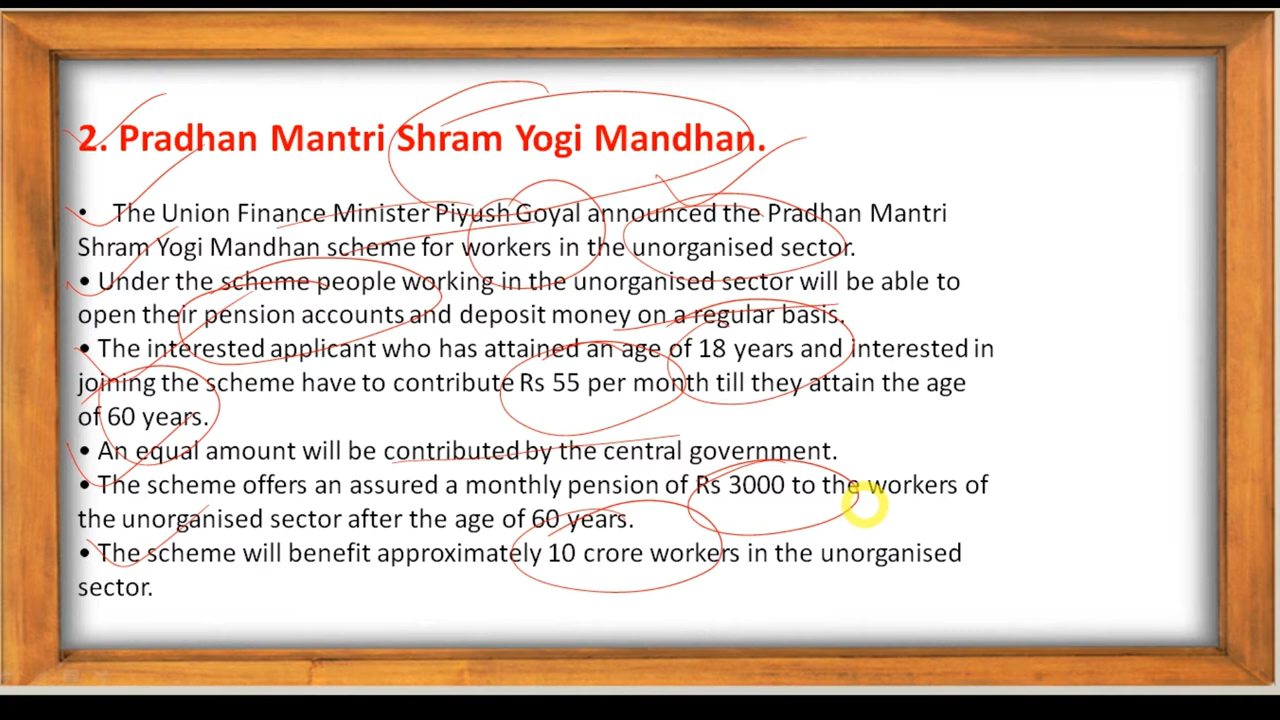 2. Pradhan Mantri Shram Yogi Mandhan.
• The Union Finance Minister Piyush Goyal announced the Pradhan Mantri
Shram Yogi Mandhan scheme for workers in the unorganised sector.
• Under the scheme people working in the unorganised sector will be able to
open their pension accounts and deposit money on a regular basis.
• The interested applicant who has attained an age of 18 years and interested in
joining the scheme have to contribute Rs 55 per month till they attain the age
of 60 years.
• An equal amount will be contributed by the central government.
• The scheme offers an assured a monthly pension of Rs 3000 to the workers of
the unorganised sector after the age of 60 years.
• The scheme will benefit approximately 10 crore workers in the unorganised
sector.